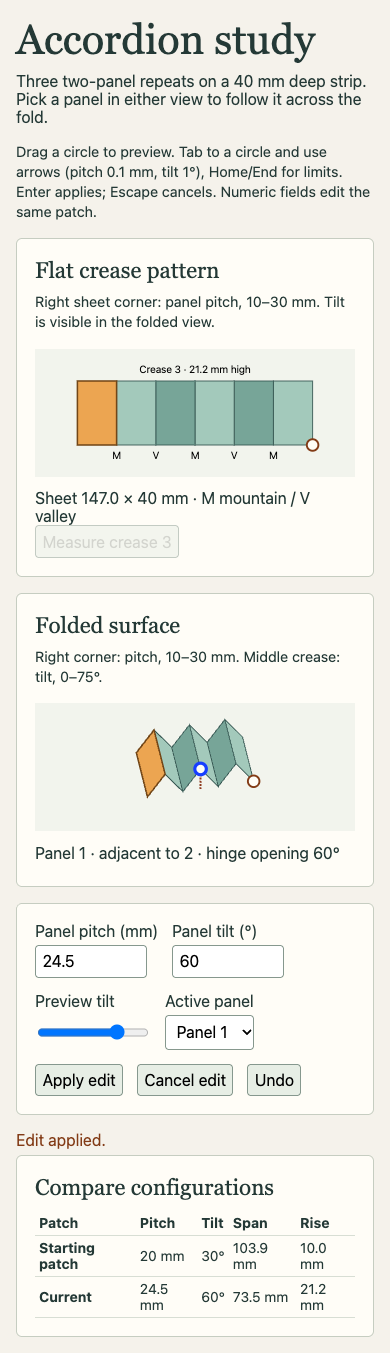 Accordion study
Three two-panel repeats on a 40 mm deep strip.
Pick a panel in either view to follow it across the
fold.
Drag a circle to preview. Tab to a circle and use
arrows (pitch 0.1 mm, tilt 1°), Home/End for limits.
Enter applies; Escape cancels. Numeric fields edit the
same patch.
Flat crease pattern
Right sheet corner: panel pitch, 10–30 mm. Tilt
is visible in the folded view.
Crease 3 · 21.2 mm high
M V M V M
Sheet 147.0 × 40 mm · M mountain / V
valley
Measure crease 3
Folded surface
Right corner: pitch, 10–30 mm. Middle crease:
tilt, 0–75°.
Panel 1 · adjacent to 2 · hinge opening 60°
Panel pitch (mm) Panel tilt (°)
24.5 60
Preview tilt Active panel
Panel 1
Apply edit Cancel edit Undo
Edit applied.
Compare configurations
Patch Pitch Tilt Span Rise
Starting patch 20 mm 30° 103.9 mm 10.0 mm
Current 24.5 mm 60° 73.5 mm 21.2 mm